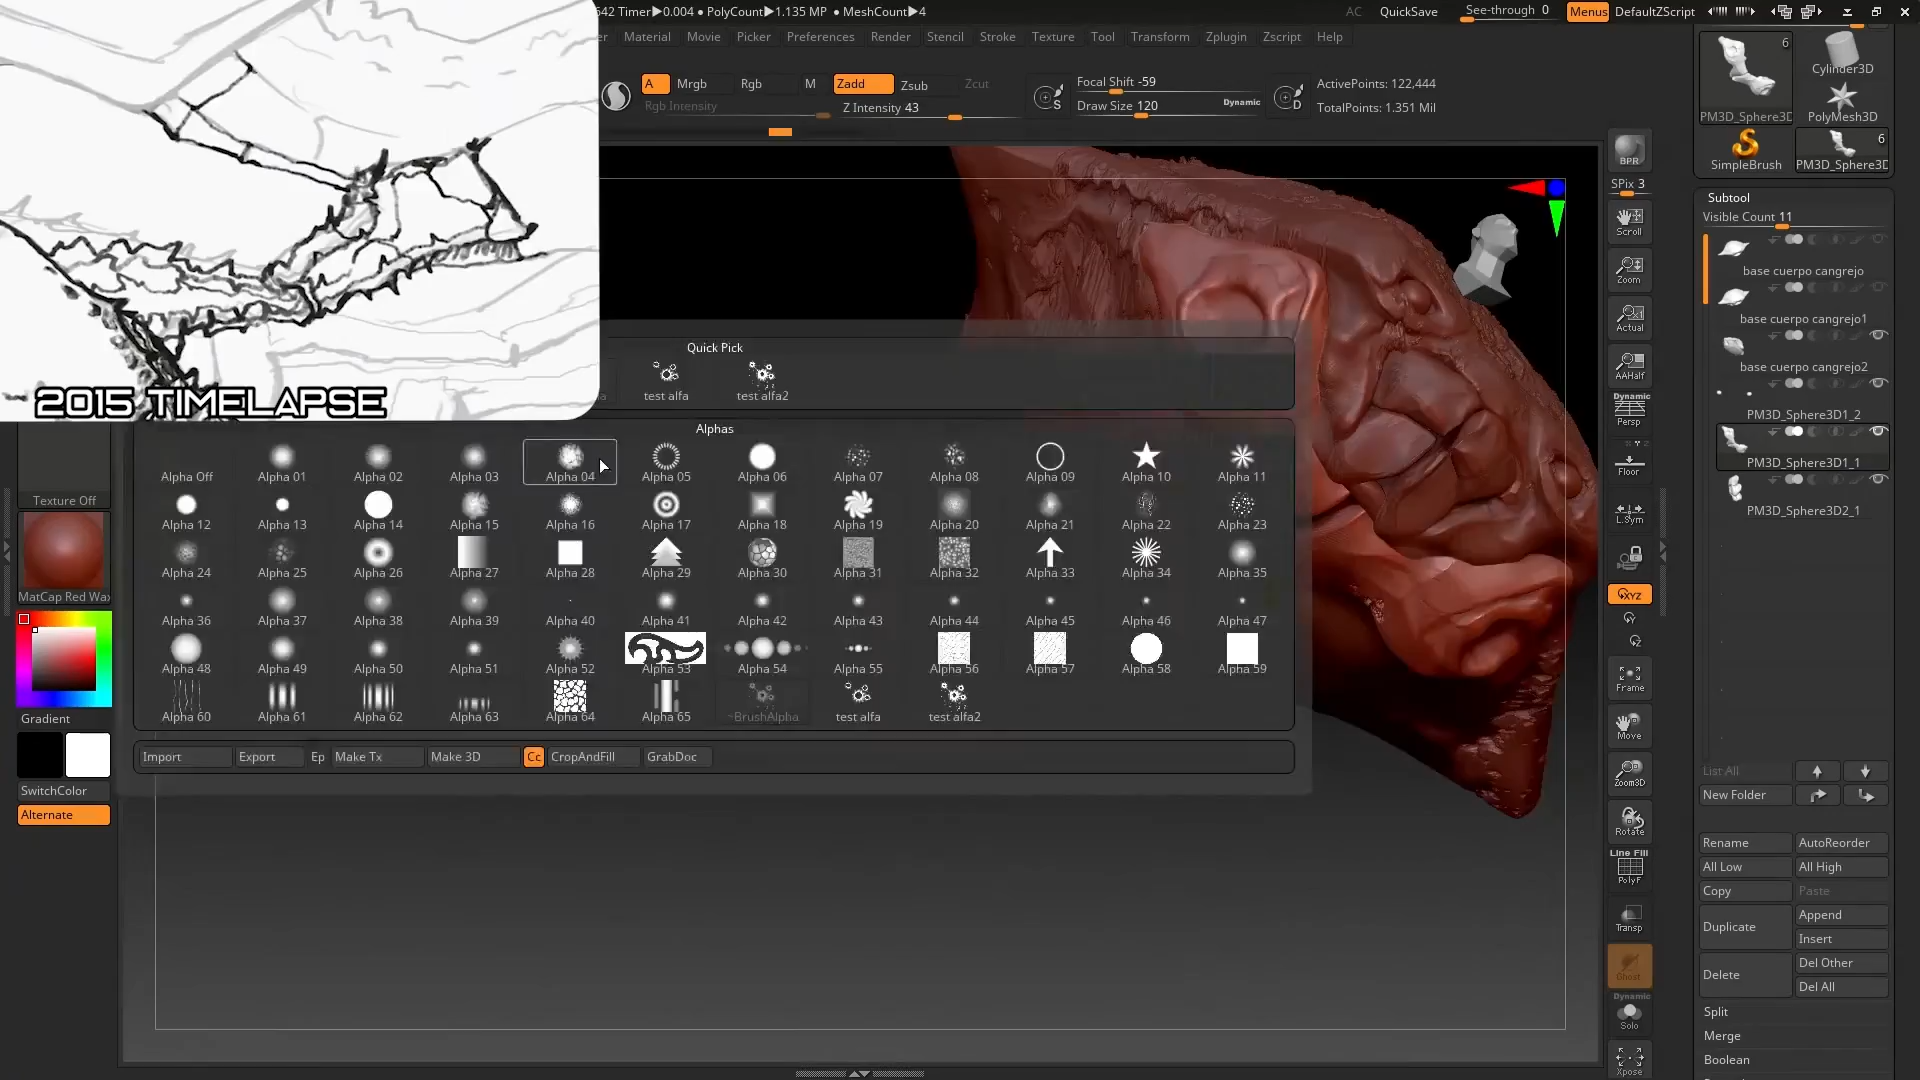 642 Timer▶0.004 ● PolyCount▶1.135 MP ● MeshCount▶4
AC QuickSave See-through 0 Menus DefaultZScript
Material Movie Picker Preferences Render Stencil Stroke Texture Tool Transform Zplugin Zscript Help
A Mrgb Rgb M Zadd Zsub Zcut
Rgb Intensity Z Intensity 43
S Focal Shift -59
Draw Size 120 Dynamic D
ActivePoints: 122,444
TotalPoints: 1.351 Mil
2015 TIMELAPSE
Quick Pick
test alfa test alfa2
Alphas
Alpha Off Alpha 01 Alpha 02 Alpha 03 Alpha 04 Alpha 05 Alpha 06 Alpha 07 Alpha 08 Alpha 09 Alpha 10 Alpha 11
Alpha 12 Alpha 13 Alpha 14 Alpha 15 Alpha 16 Alpha 17 Alpha 18 Alpha 19 Alpha 20 Alpha 21 Alpha 22 Alpha 23
Alpha 24 Alpha 25 Alpha 26 Alpha 27 Alpha 28 Alpha 29 Alpha 30 Alpha 31 Alpha 32 Alpha 33 Alpha 34 Alpha 35
Alpha 36 Alpha 37 Alpha 38 Alpha 39 Alpha 40 Alpha 41 Alpha 42 Alpha 43 Alpha 44 Alpha 45 Alpha 46 Alpha 47
Alpha 48 Alpha 49 Alpha 50 Alpha 51 Alpha 52 Alpha 53 Alpha 54 Alpha 55 Alpha 56 Alpha 57 Alpha 58 Alpha 59
Alpha 60 Alpha 61 Alpha 62 Alpha 63 Alpha 64 Alpha 65 ~BrushAlpha test alfa test alfa2
Import Export Ep Make Tx Make 3D Cc CropAndFill GrabDoc
Texture Off
MatCap Red Wax
Gradient
SwitchColor
Alternate
BPR
SPix 3
Scroll
Zoom
Actual
AAHalf
Dynamic
Persp
Floor
L.Sym
XYZ
Frame
Move
Zoom3D
Rotate
Line Fill
PolyF
Transp
Ghost
Dynamic
Solo
Xpose
6
PM3D_Sphere3D
Cylinder3D
PolyMesh3D
SimpleBrush
6
PM3D_Sphere3D
Subtool
Visible Count 11
base cuerpo cangrejo
base cuerpo cangrejo1
base cuerpo cangrejo2
PM3D_Sphere3D1_2
PM3D_Sphere3D1_1
PM3D_Sphere3D2_1
List All
New Folder
Rename AutoReorder
All Low All High
Copy Paste
Duplicate Append
Insert
Delete Del Other
Del All
Split
Merge
Boolean